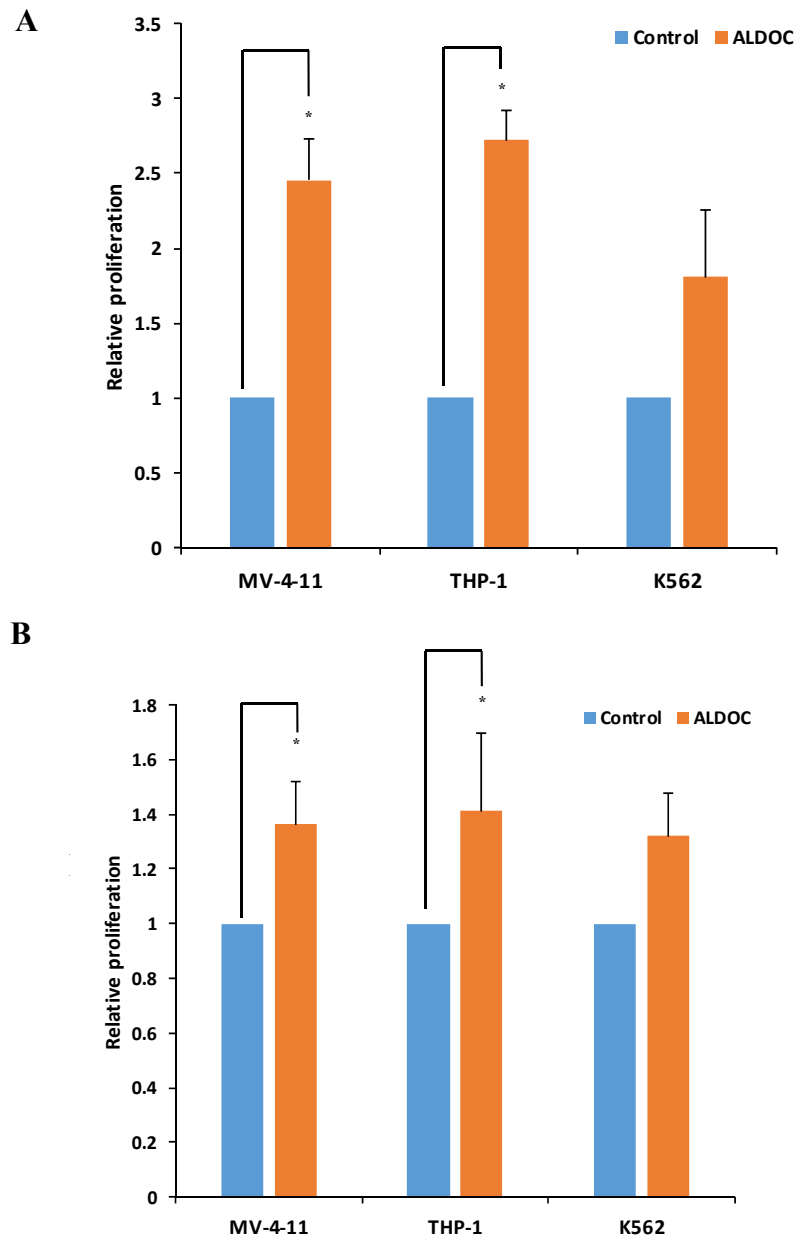 A
3.5
Control ALDOC
3
*
*
2.5
2
1.5
1
0.5
0
Relative proliferation
MV-4-11 THP-1 K562
B
1.8
Control ALDOC
*
1.6
*
1.4
1.2
1
0.8
0.6
0.4
0.2
0
Relative proliferation
MV-4-11 THP-1 K562